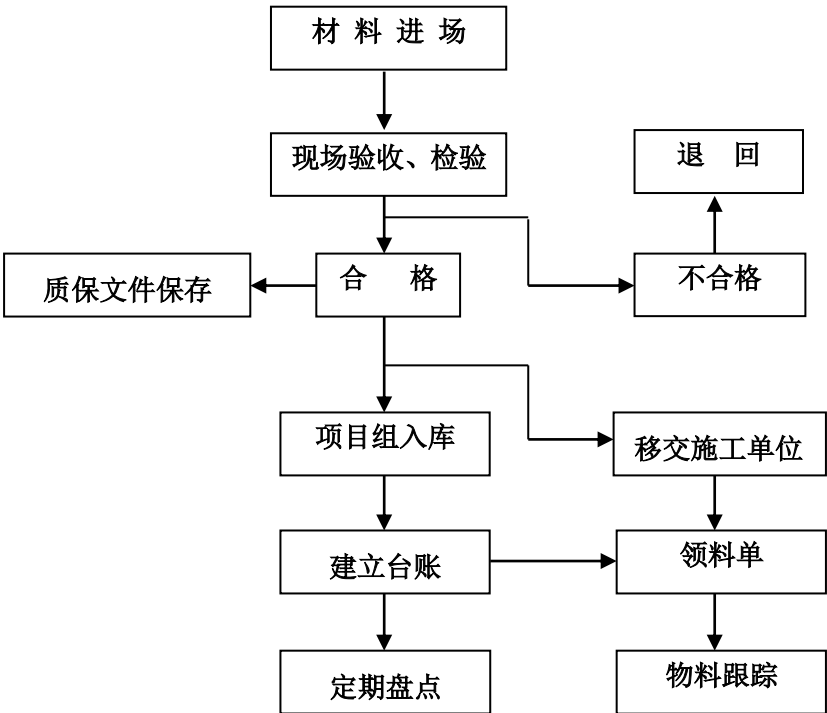 材料进场
现场验收、检验
退 回
合 格
不合格
质保文件保存
项目组入库
移交施工单位
建立台账
领料单
定期盘点
物料跟踪